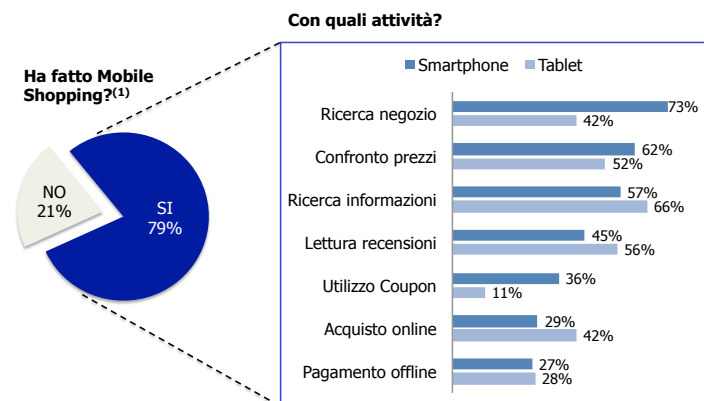 Con quali attività?
Ha fatto Mobile
Shopping?(1)
Smartphone Tablet
NO
21%
SI
79%
Ricerca negozio 73%
42%
Confronto prezzi 62%
52%
Ricerca informazioni 57%
66%
Lettura recensioni 45%
56%
Utilizzo Coupon 36%
11%
Acquisto online 29%
42%
Pagamento offline 27%
28%